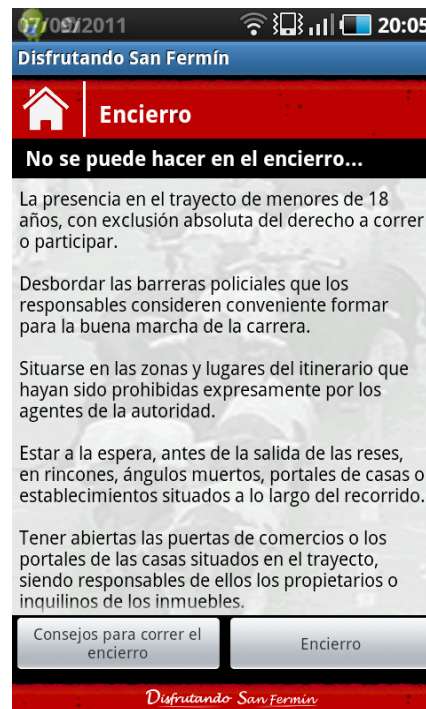 2011
20:05
Disfrutando San Fermín
Encierro
No se puede hacer en el encierro...
La presencia en el trayecto de menores de 18
años, con exclusión absoluta del derecho a correr
o participar.
Desbordar las barreras policiales que los
responsables consideren conveniente formar
para la buena marcha de la carrera.
Situarse en las zonas y lugares del itinerario que
hayan sido prohibidas expresamente por los
agentes de la autoridad.
Estar a la espera, antes de la salida de las reses,
en rincones, ángulos muertos, portales de casas o
establecimientos situados a lo largo del recorrido.
Tener abiertas las puertas de comercios o los
portales de las casas situados en el trayecto,
siendo responsables de ellos los propietarios o
inquilinos de los inmuebles.
Consejos para correr el
encierro
Encierro
Disfrutando San Fermín